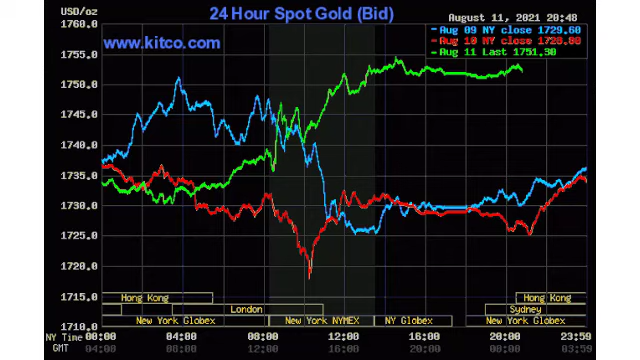 USD/oz
24 Hour Spot Gold (Bid)
August 11, 2021 20:48
www.kitco.com
Aug 09 NY close 1729.60
Aug 10 NY close 1728.80
Aug 11 Last 1751.30
1760.0
1755.0
1750.0
1745.0
1740.0
1735.0
1730.0
1725.0
1720.0
1715.0
1710.0
Hong Kong
Hong Kong
London
Sydney
New York Globex
New York NYMEX
NY Globex
New York Globex
NY Time 00:00 04:00 08:00 12:00 16:00 20:00 23:59
GMT 04:00 08:00 12:00 16:00 20:00 00:00 03:59